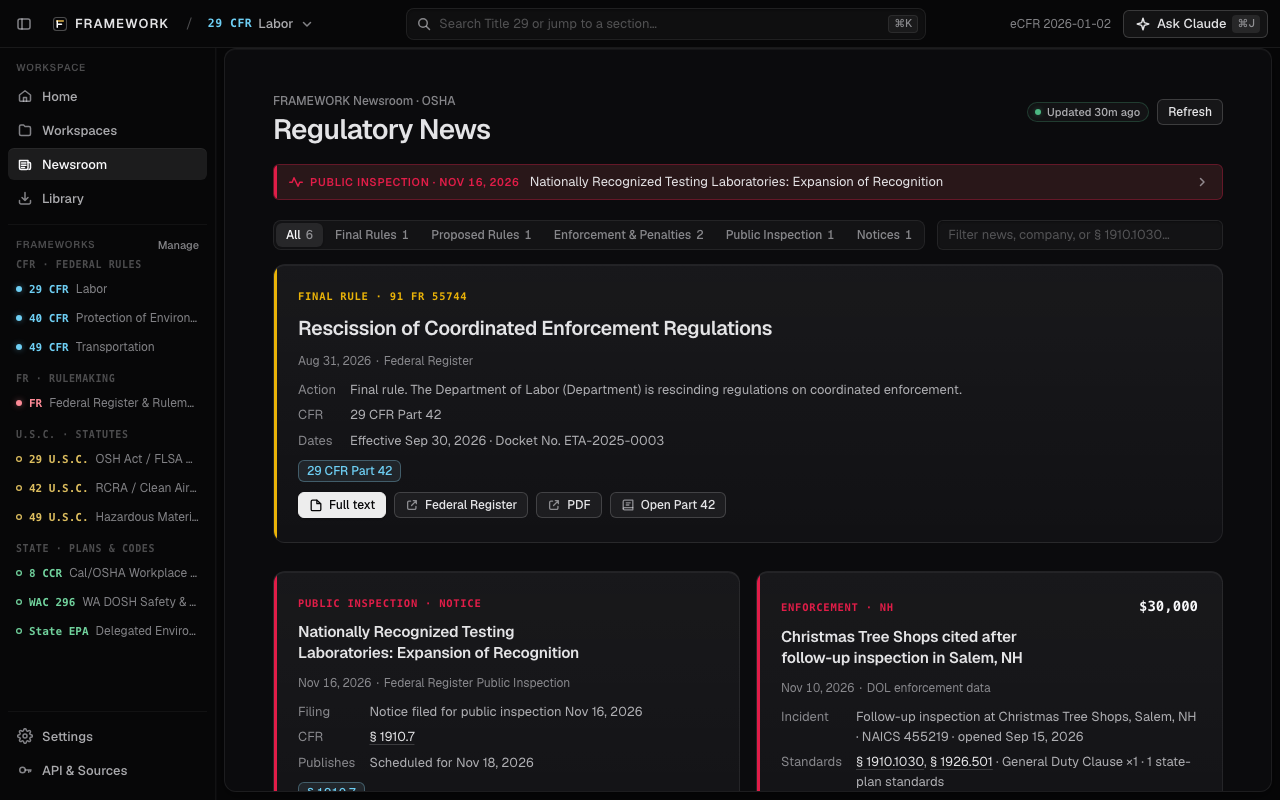 FRAMEWORK / 29 CFR Labor
Search Title 29 or jump to a section… ⌘K
eCFR 2026-01-02
Ask Claude ⌘J
WORKSPACE
Home
Workspaces
Newsroom
Library
FRAMEWORKS Manage
CFR · FEDERAL RULES
29 CFR Labor
40 CFR Protection of Environ…
49 CFR Transportation
FR · RULEMAKING
FR Federal Register & Rulem…
U.S.C. · STATUTES
29 U.S.C. OSH Act / FLSA …
42 U.S.C. RCRA / Clean Air…
49 U.S.C. Hazardous Materi…
STATE · PLANS & CODES
8 CCR Cal/OSHA Workplace …
WAC 296 WA DOSH Safety & …
State EPA Delegated Enviro…
Settings
API & Sources
FRAMEWORK Newsroom · OSHA
Regulatory News
Updated 30m ago
Refresh
PUBLIC INSPECTION · NOV 16, 2026 Nationally Recognized Testing Laboratories: Expansion of Recognition
All 6 Final Rules 1 Proposed Rules 1 Enforcement & Penalties 2 Public Inspection 1 Notices 1
Filter news, company, or § 1910.1030…
FINAL RULE · 91 FR 55744
Rescission of Coordinated Enforcement Regulations
Aug 31, 2026 · Federal Register
Action Final rule. The Department of Labor (Department) is rescinding regulations on coordinated enforcement.
CFR 29 CFR Part 42
Dates Effective Sep 30, 2026 · Docket No. ETA-2025-0003
29 CFR Part 42
Full text Federal Register PDF Open Part 42
PUBLIC INSPECTION · NOTICE
Nationally Recognized Testing
Laboratories: Expansion of Recognition
Nov 16, 2026 · Federal Register Public Inspection
Filing Notice filed for public inspection Nov 16, 2026
CFR § 1910.7
Publishes Scheduled for Nov 18, 2026
§ 1910.7
ENFORCEMENT · NH $30,000
Christmas Tree Shops cited after
follow-up inspection in Salem, NH
Nov 10, 2026 · DOL enforcement data
Incident Follow-up inspection at Christmas Tree Shops, Salem, NH
· NAICS 455219 · opened Sep 15, 2026
Standards § 1910.1030, § 1926.501 · General Duty Clause ×1 · 1 state-
plan standards